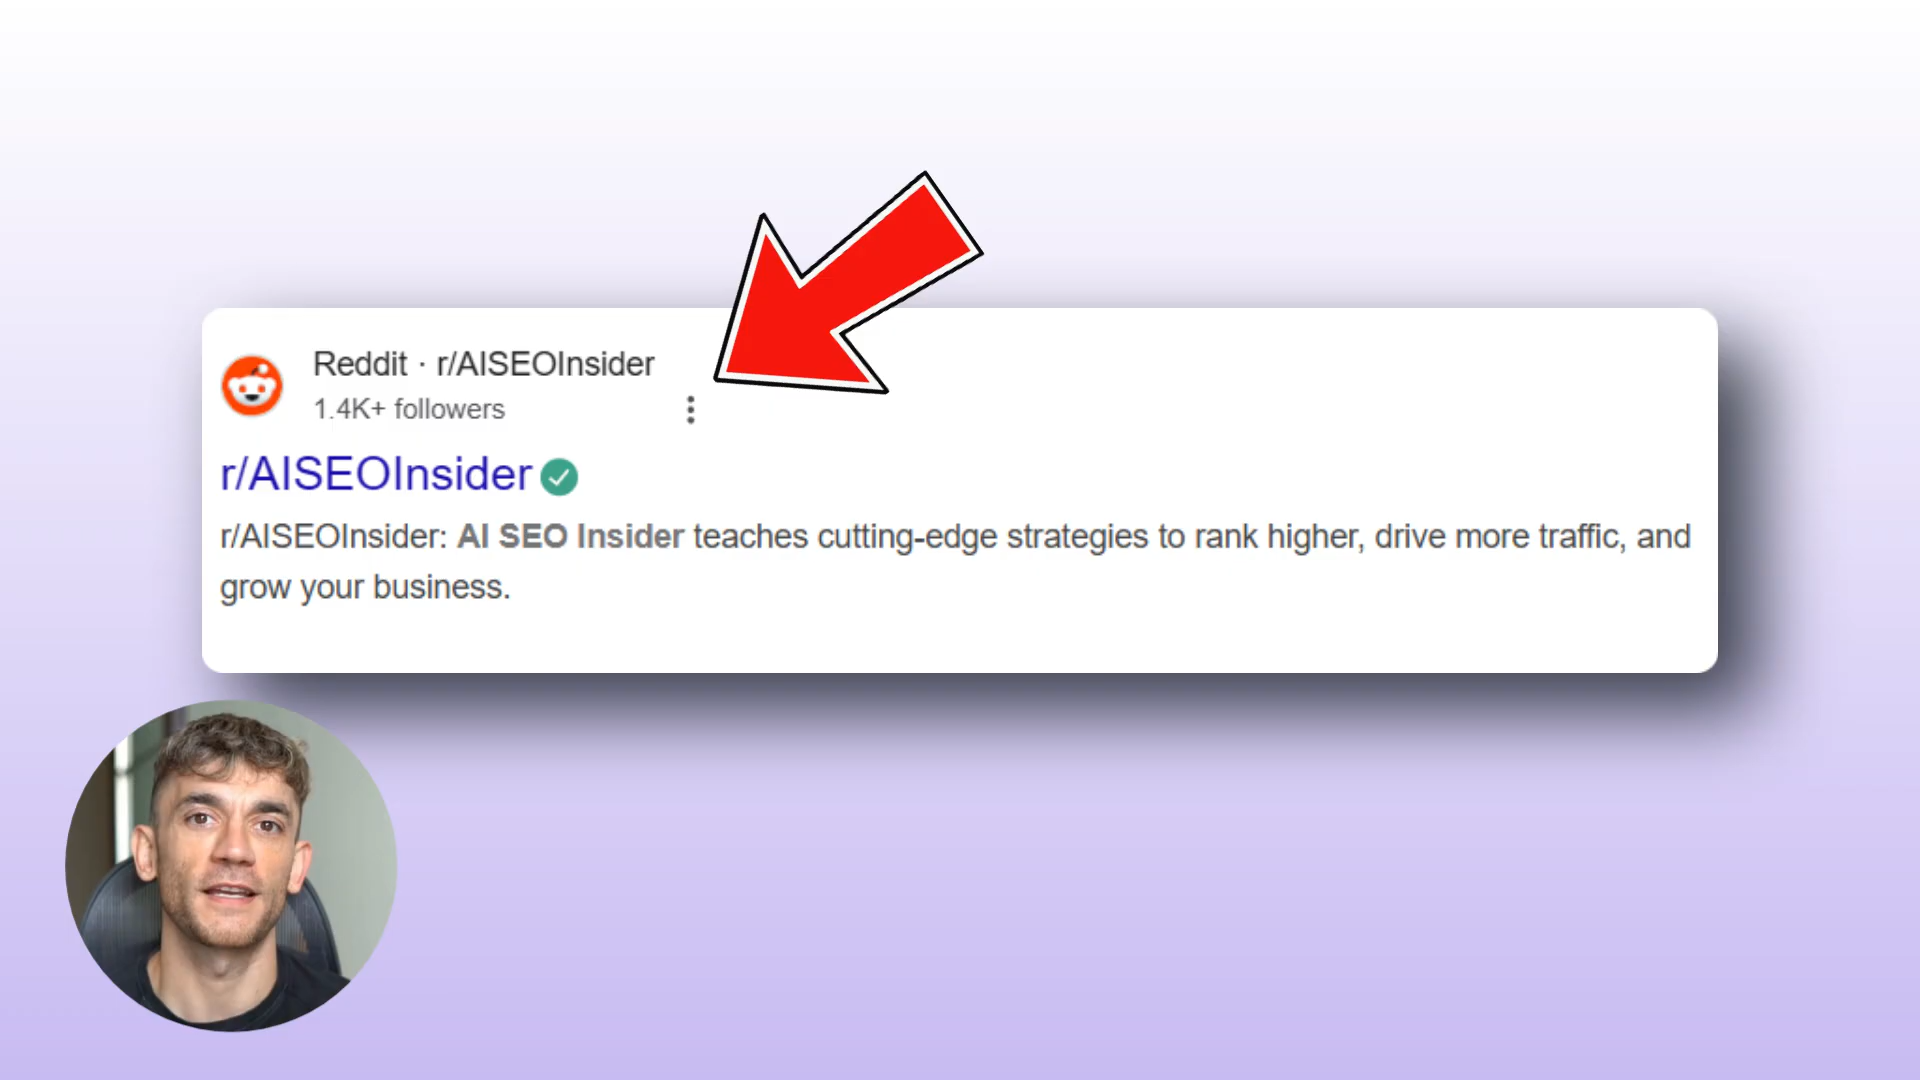 Reddit · r/AISEOInsider
1.4K+ followers
r/AISEOInsider
r/AISEOInsider: AI SEO Insider teaches cutting-edge strategies to rank higher, drive more traffic, and
grow your business.